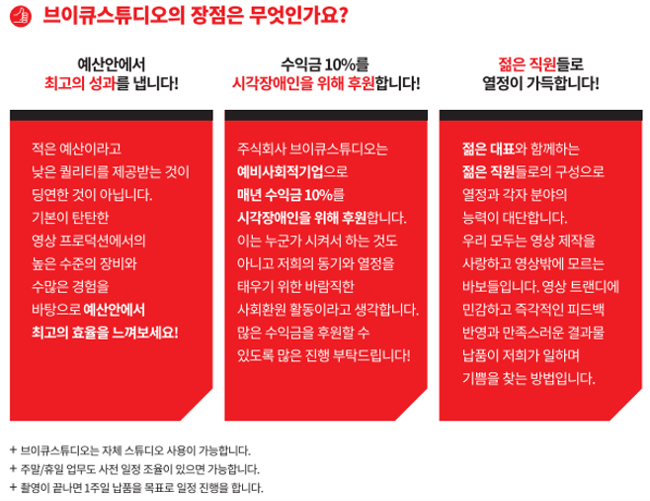 브이큐스튜디오의 장점은 무엇인가요?
예산안에서
최고의 성과를 냅니다!
적은 예산이라고
낮은 퀄리티를 제공받는 것이
딩연한 것이 아닙니다.
기본이 탄탄한
영상 프로덕션에서의
높은 수준의 장비와
수많은 경험을
바탕으로 예산안에서
최고의 효율을 느껴보세요!
수익금 10%를
시각장애인을 위해 후원합니다!
주식회사 브이큐스튜디오는
예비사회적기업으로
매년 수익금 10%를
시각장애인을 위해 후원합니다.
이는 누군가 시켜서 하는 것도
아니고 저희의 동기와 열정을
태우기 위한 바람직한
사회환원 활동이라고 생각합니다.
많은 수익금을 후원할 수
있도록 많은 진행 부탁드립니다!
젊은 직원들로
열정이 가득합니다!
젊은 대표와 함께하는
젊은 직원들로의 구성으로
열정과 각자 분야의
능력이 대단합니다.
우리 모두는 영상 제작을
사랑하고 영상밖에 모르는
바보들입니다. 영상 트랜디에
민감하고 즉각적인 피드백
반영과 만족스러운 결과물
납품이 저희가 일하며
기쁨을 찾는 방법입니다.
+ 브이큐스튜디오는 자체 스튜디오 사용이 가능합니다.
+ 주말/휴일 업무도 사전 일정 조율이 있으면 가능합니다.
+ 촬영이 끝나면 1주일 납품을 목표로 일정 진행을 합니다.